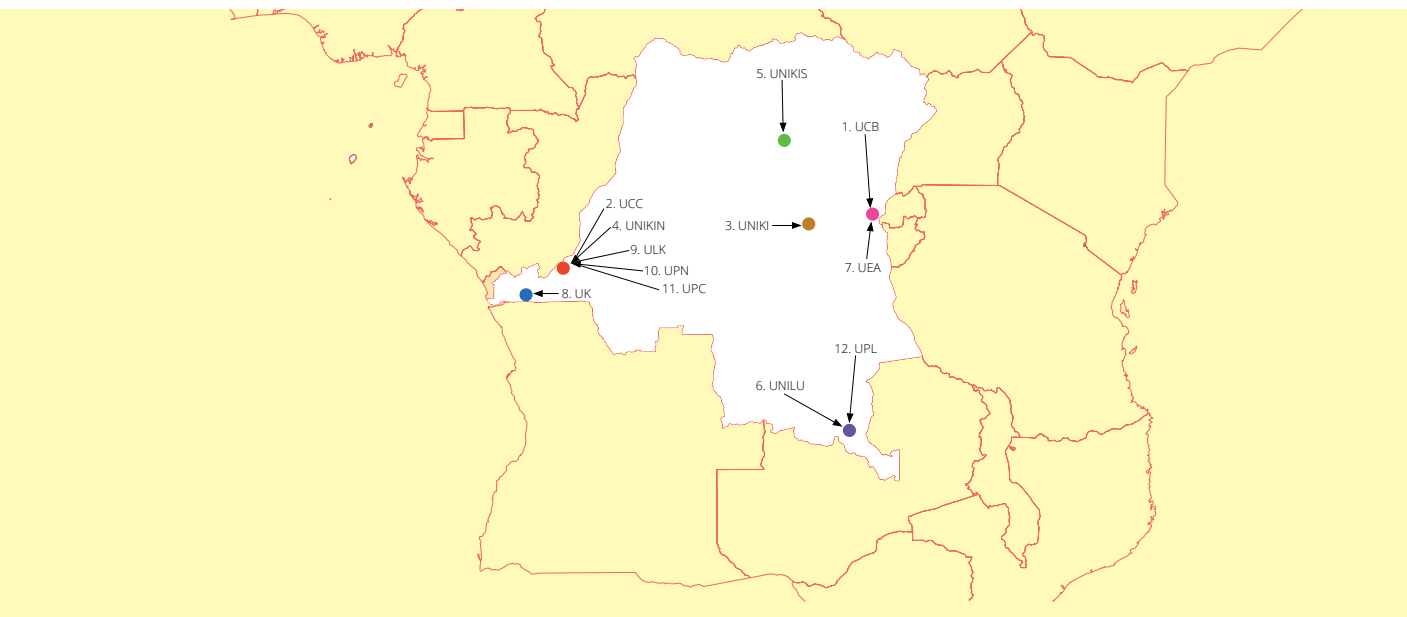 5. UNIKIS
1. UCB
2. UCC
4. UNIKIN
3. UNIKI
9. ULK
10. UPN
7. UEA
11. UPC
8. UK
12. UPL
6. UNILU